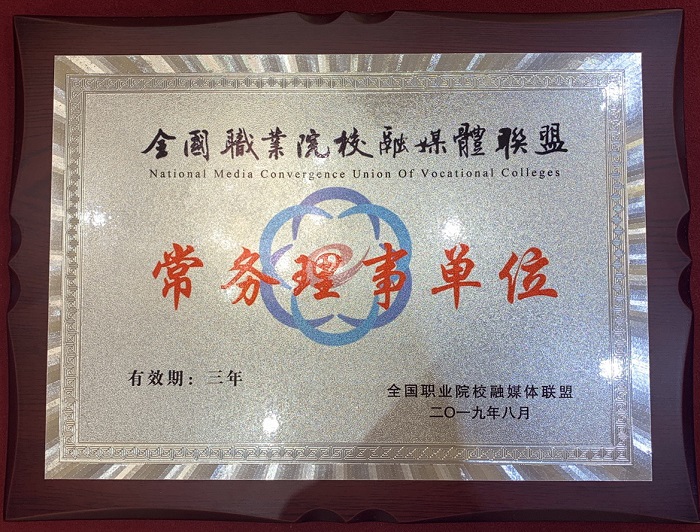 全國職業院校融媒體聯盟
National Media Convergence Union Of Vocational Colleges
常务理事单位
有效期：三年
全国职业院校融媒体联盟
二〇一九年八月